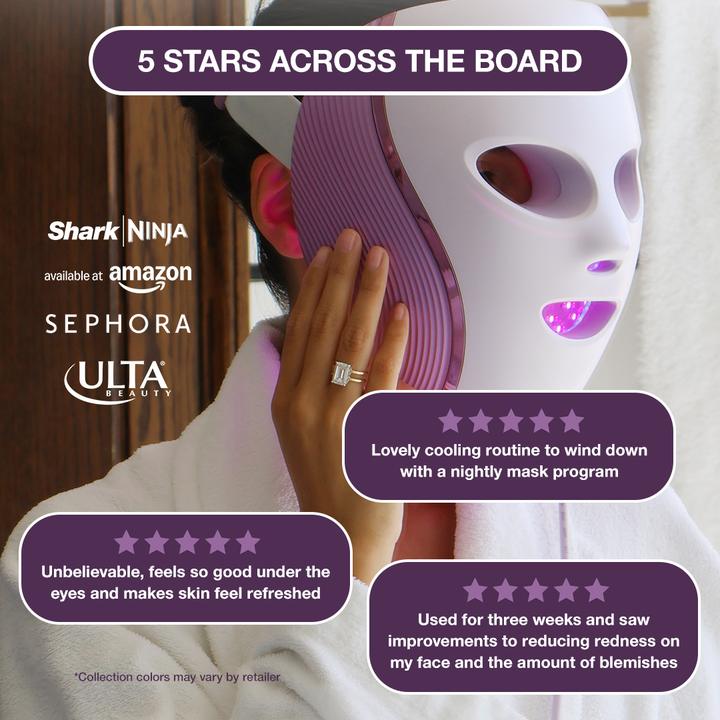 5 STARS ACROSS THE BOARD
Shark | NINJA
available at amazon
SEPHORA
ULTA®
BEAUTY
Lovely cooling routine to wind down
with a nightly mask program
Unbelievable, feels so good under the
eyes and makes skin feel refreshed
Used for three weeks and saw
improvements to reducing redness on
my face and the amount of blemishes
*Collection colors may vary by retailer